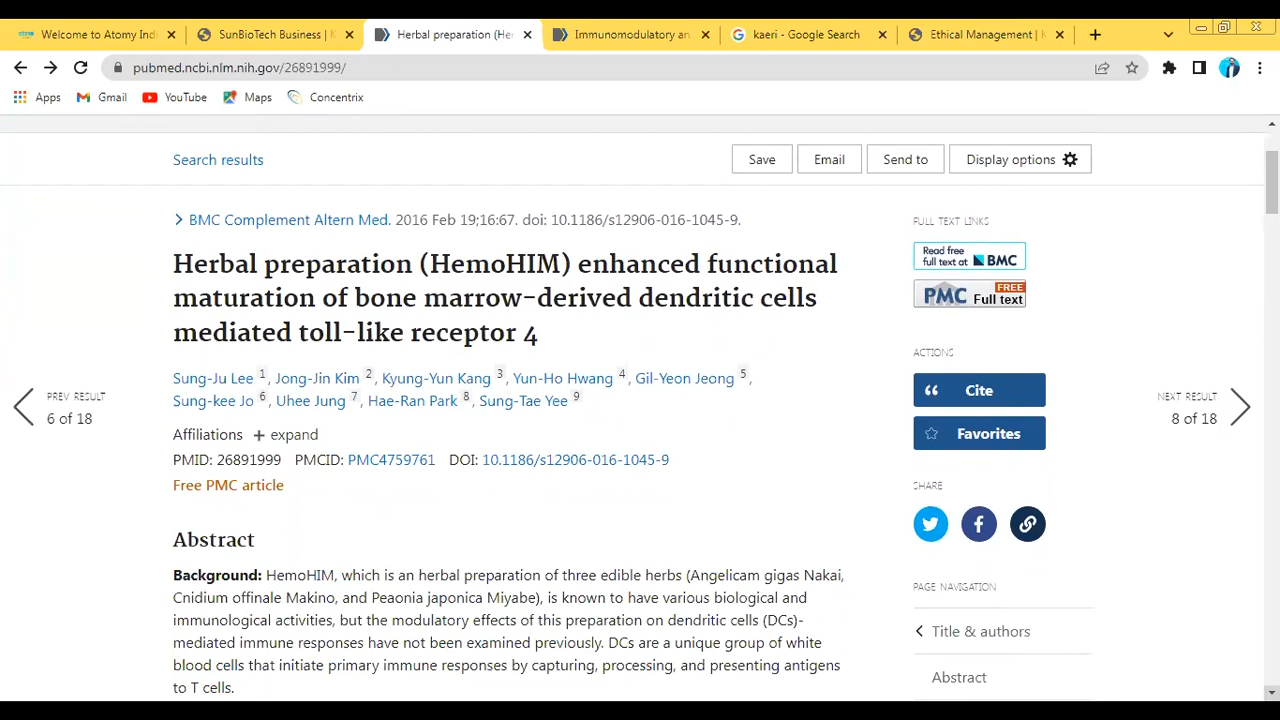 Welcome to Atomy Indi
SunBioTech Business | K
Herbal preparation (He
Immunomodulatory an
kaeri - Google Search
Ethical Management | K
pubmed.ncbi.nlm.nih.gov/26891999/
Apps
Gmail
YouTube
Maps
Concentrix
Search results
Save
Email
Send to
Display options
BMC Complement Altern Med. 2016 Feb 19;16:67. doi: 10.1186/s12906-016-1045-9.
Herbal preparation (HemoHIM) enhanced functional
maturation of bone marrow-derived dendritic cells
mediated toll-like receptor 4
Sung-Ju Lee 1, Jong-Jin Kim 2, Kyung-Yun Kang 3, Yun-Ho Hwang 4, Gil-Yeon Jeong 5,
Sung-kee Jo 6, Uhee Jung 7, Hae-Ran Park 8, Sung-Tae Yee 9
Affiliations + expand
PMID: 26891999 PMCID: PMC4759761 DOI: 10.1186/s12906-016-1045-9
Free PMC article
Abstract
Background: HemoHIM, which is an herbal preparation of three edible herbs (Angelicam gigas Nakai,
Cnidium offinale Makino, and Peaonia japonica Miyabe), is known to have various biological and
immunological activities, but the modulatory effects of this preparation on dendritic cells (DCs)-
mediated immune responses have not been examined previously. DCs are a unique group of white
blood cells that initiate primary immune responses by capturing, processing, and presenting antigens
to T cells.
PREV RESULT
6 of 18
FULL TEXT LINKS
Read free
full text at BMC
PMC FREE
Full text
ACTIONS
Cite
Favorites
SHARE
PAGE NAVIGATION
Title & authors
Abstract
NEXT RESULT
8 of 18